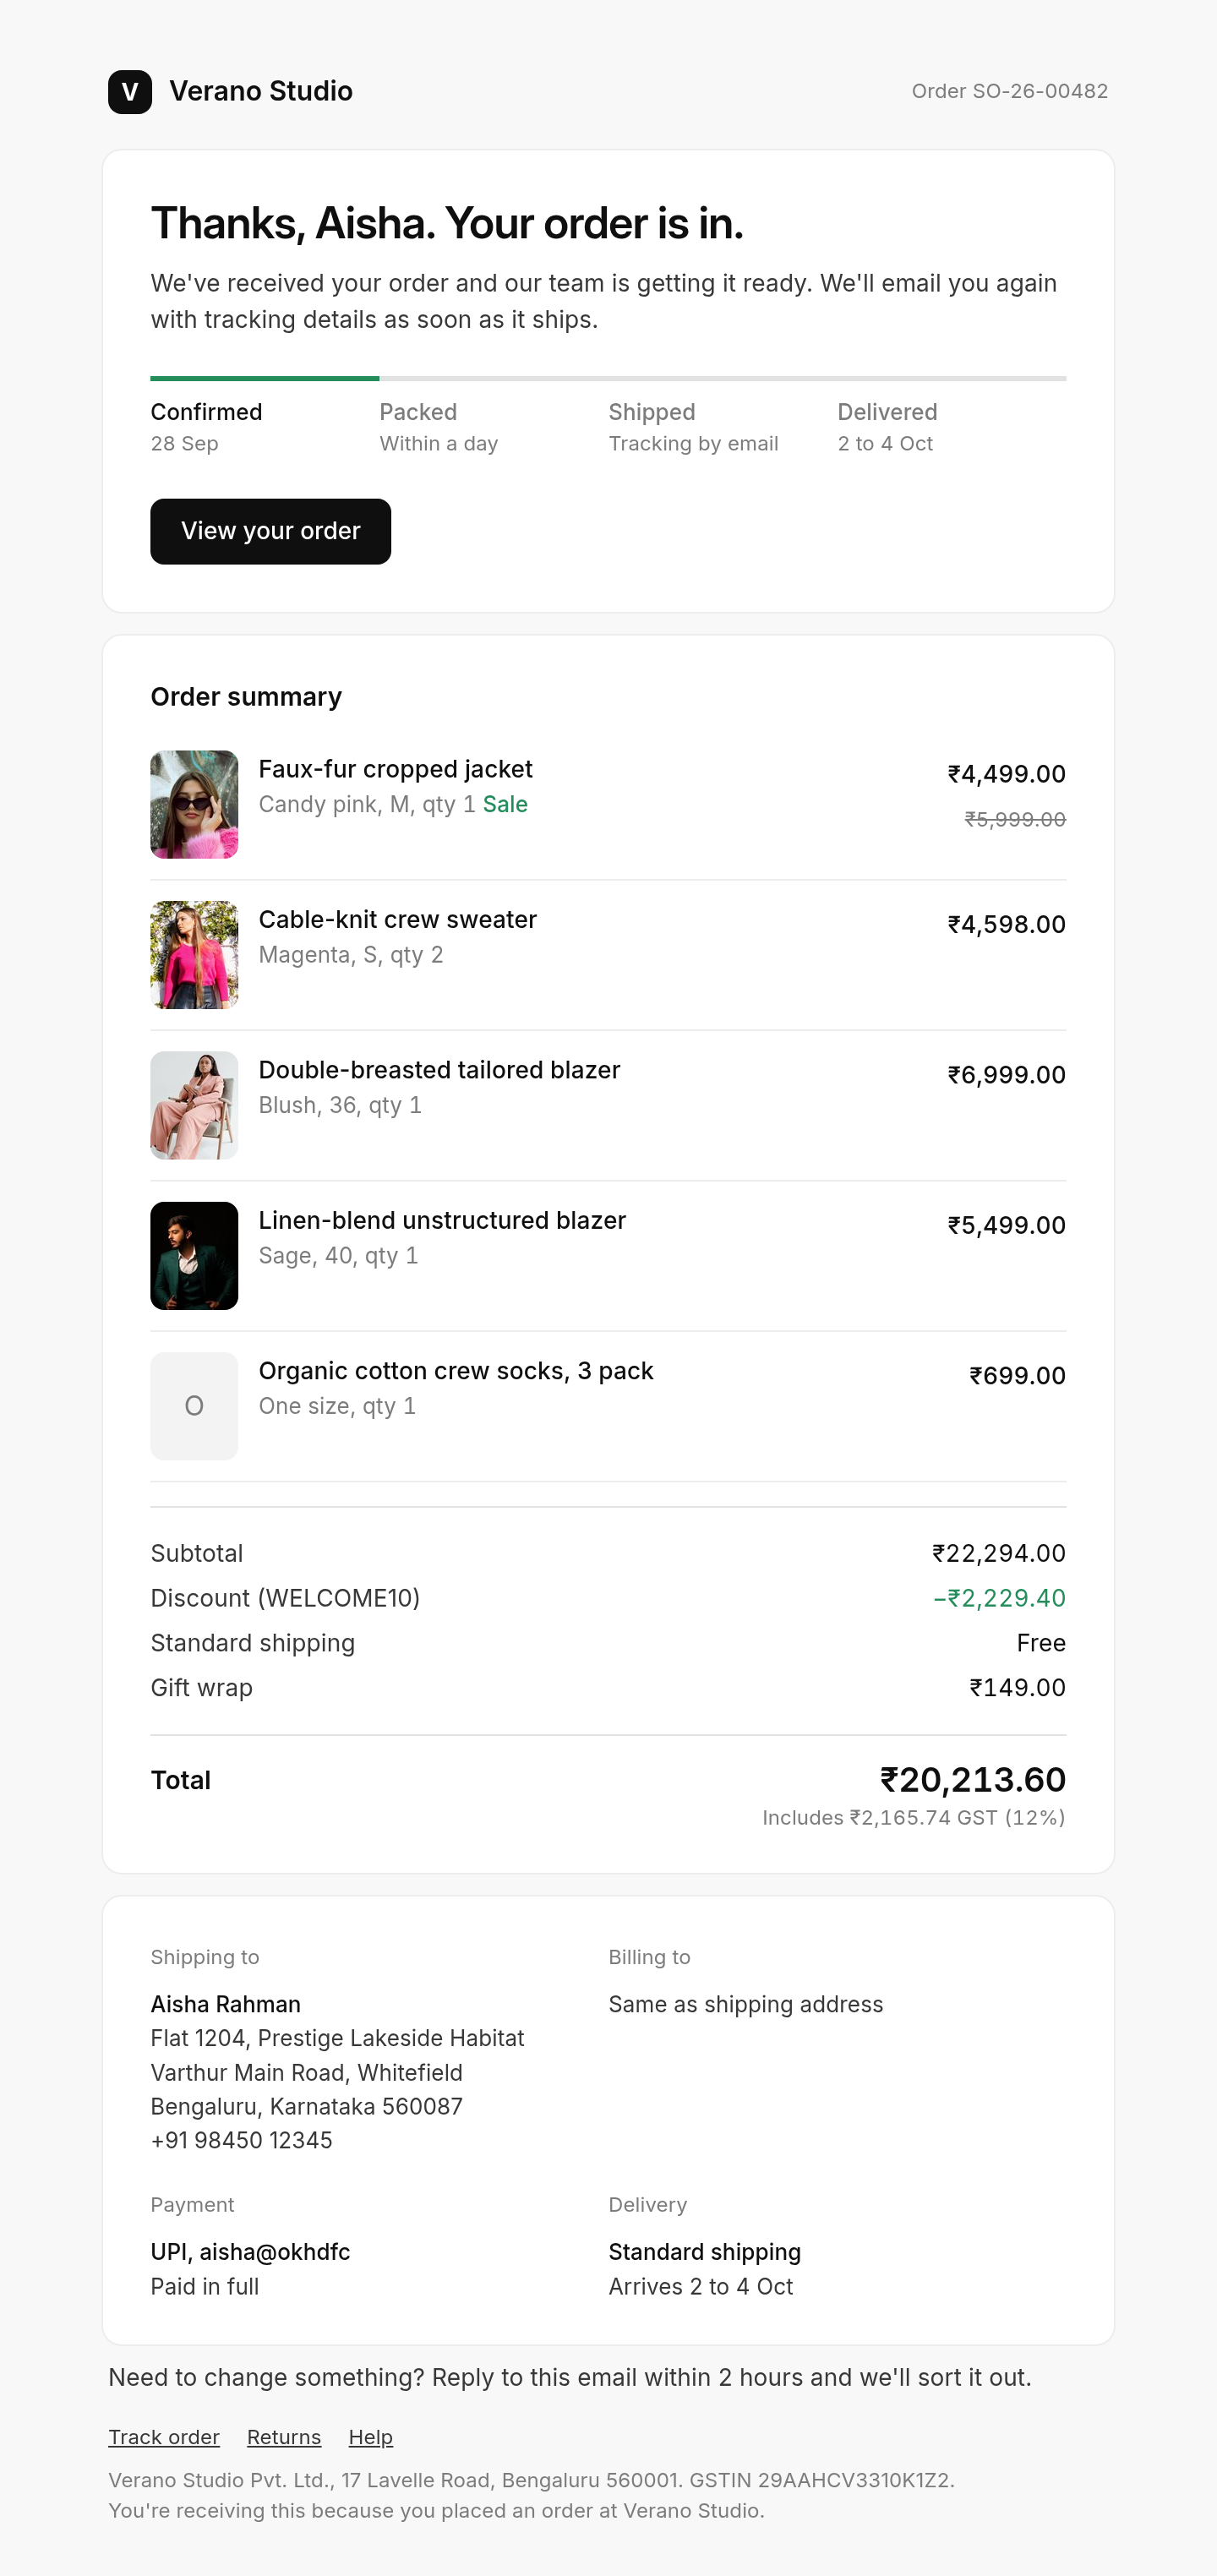 V Verano Studio
Order SO-26-00482
Thanks, Aisha. Your order is in.
We've received your order and our team is getting it ready. We'll email you again
with tracking details as soon as it ships.
Confirmed Packed Shipped Delivered
28 Sep Within a day Tracking by email 2 to 4 Oct
View your order
Order summary
Faux-fur cropped jacket ₹4,499.00
Candy pink, M, qty 1 Sale ₹5,999.00
Cable-knit crew sweater ₹4,598.00
Magenta, S, qty 2
Double-breasted tailored blazer ₹6,999.00
Blush, 36, qty 1
Linen-blend unstructured blazer ₹5,499.00
Sage, 40, qty 1
O
Organic cotton crew socks, 3 pack ₹699.00
One size, qty 1
Subtotal ₹22,294.00
Discount (WELCOME10) −₹2,229.40
Standard shipping Free
Gift wrap ₹149.00
Total ₹20,213.60
Includes ₹2,165.74 GST (12%)
Shipping to
Aisha Rahman
Flat 1204, Prestige Lakeside Habitat
Varthur Main Road, Whitefield
Bengaluru, Karnataka 560087
+91 98450 12345
Billing to
Same as shipping address
Payment
UPI, aisha@okhdfc
Paid in full
Delivery
Standard shipping
Arrives 2 to 4 Oct
Need to change something? Reply to this email within 2 hours and we'll sort it out.
Track order Returns Help
Verano Studio Pvt. Ltd., 17 Lavelle Road, Bengaluru 560001. GSTIN 29AAHCV3310K1Z2.
You're receiving this because you placed an order at Verano Studio.